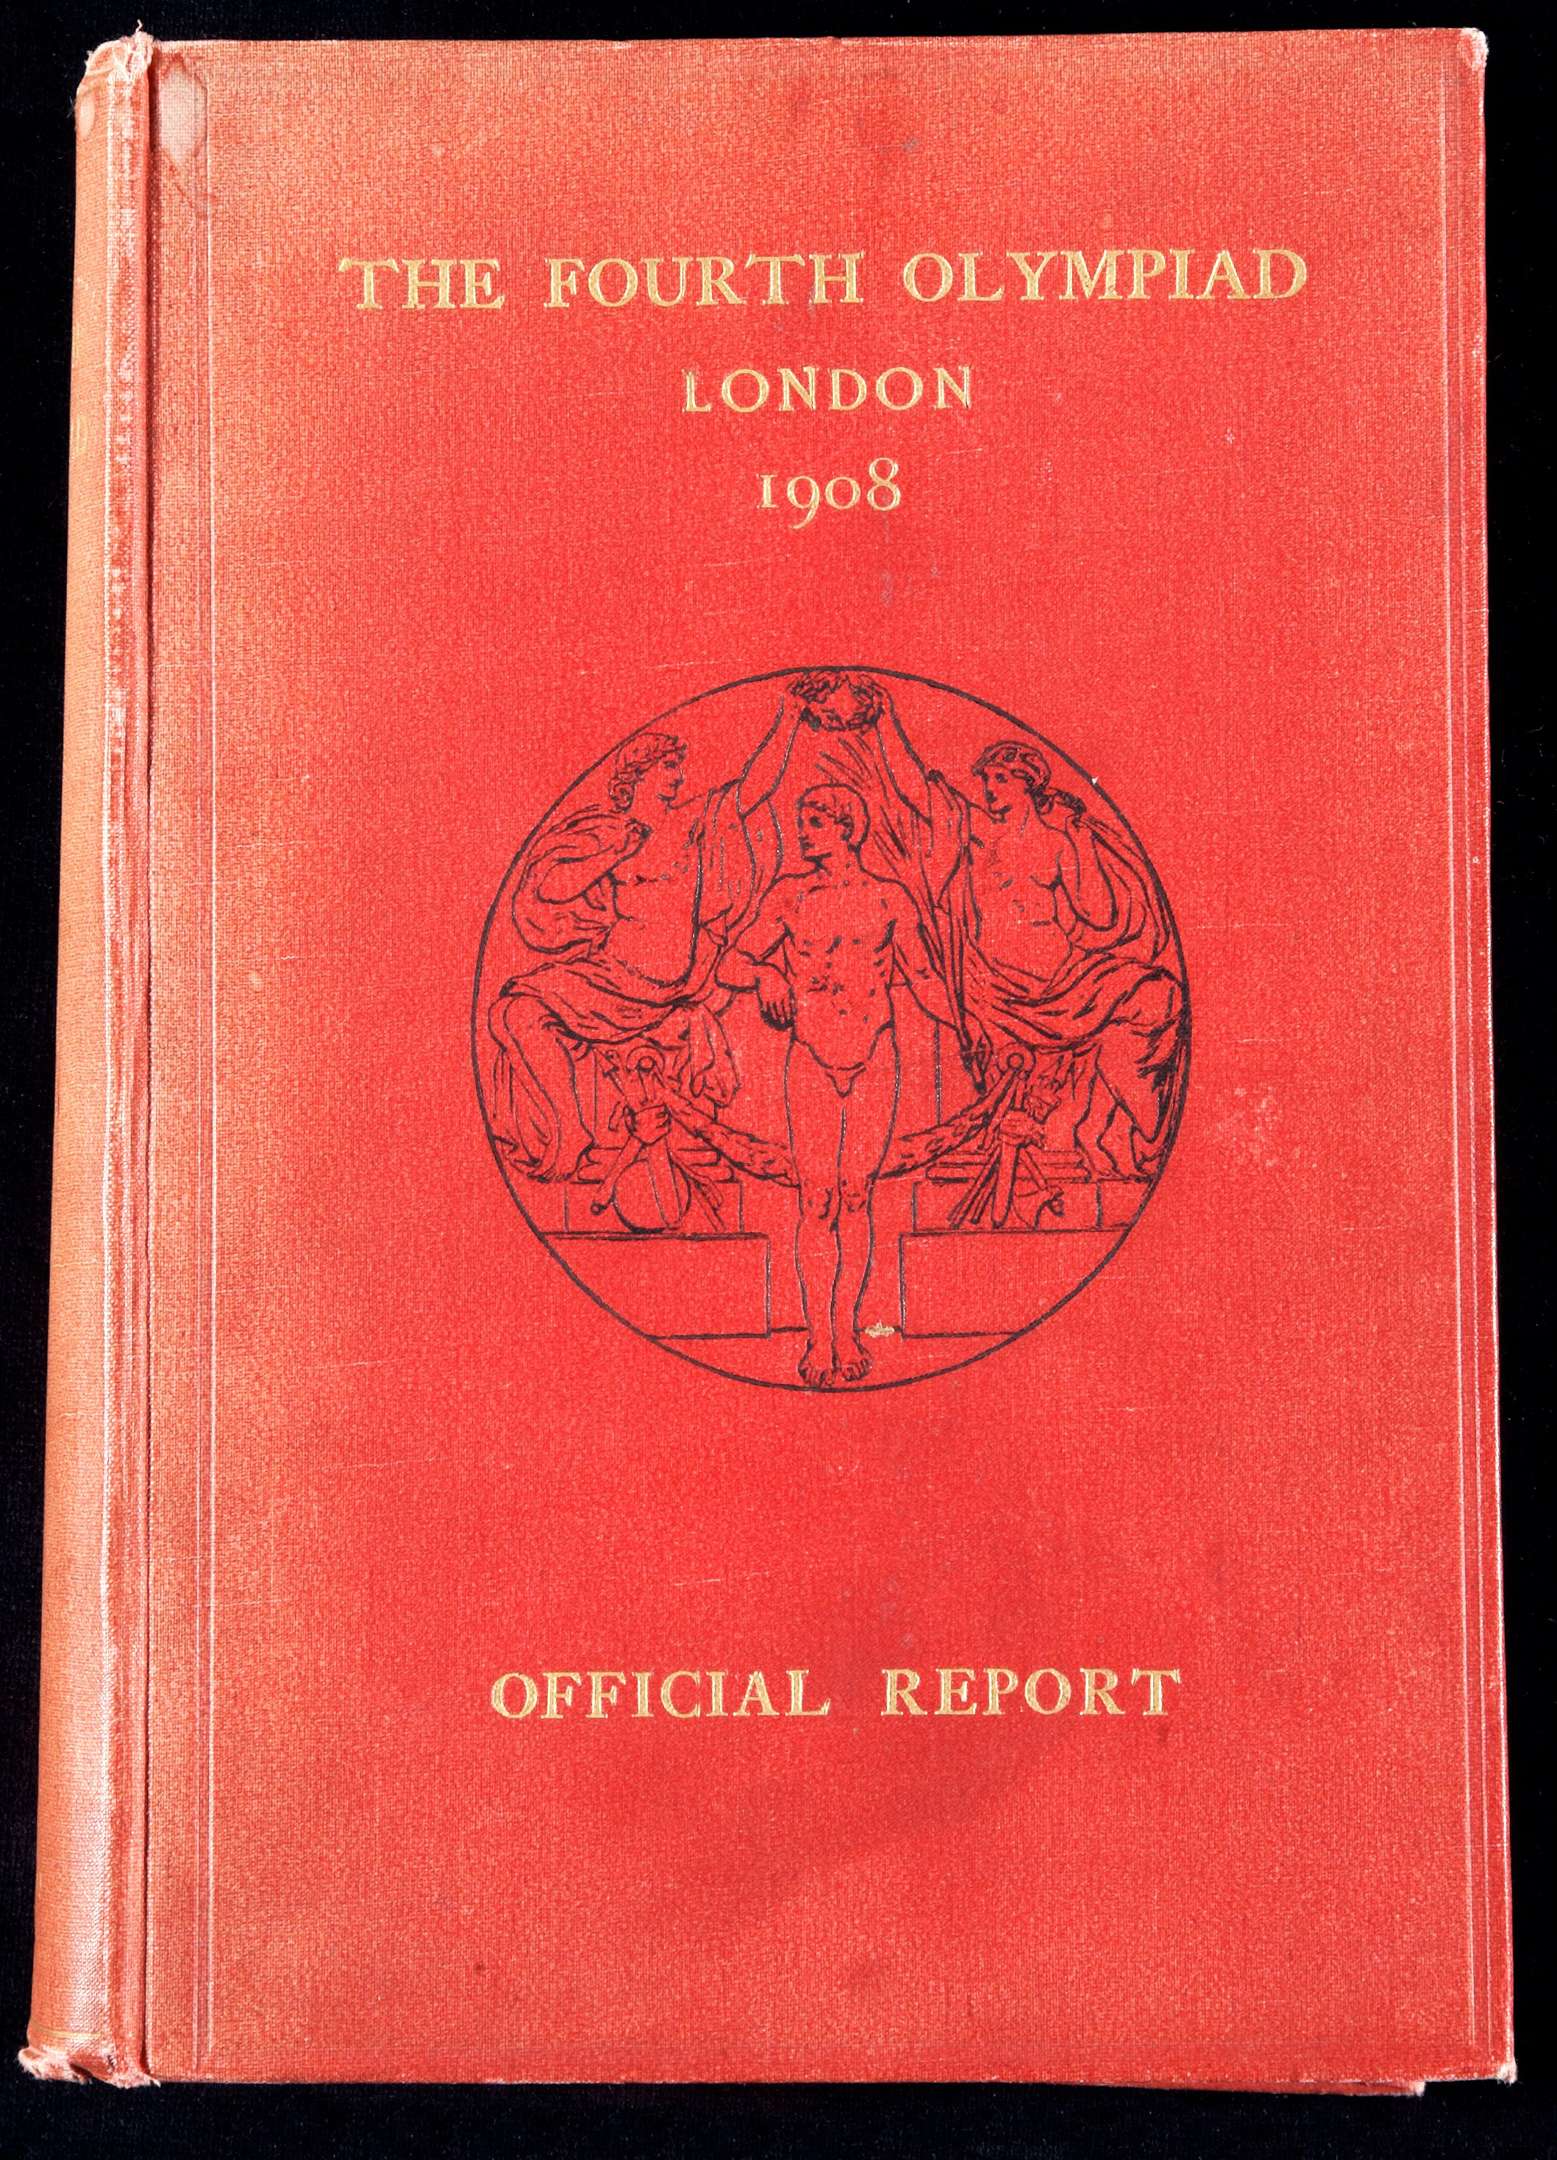 THE FOURTH OLYMPIAD
LONDON
1908
OFFICIAL REPORT